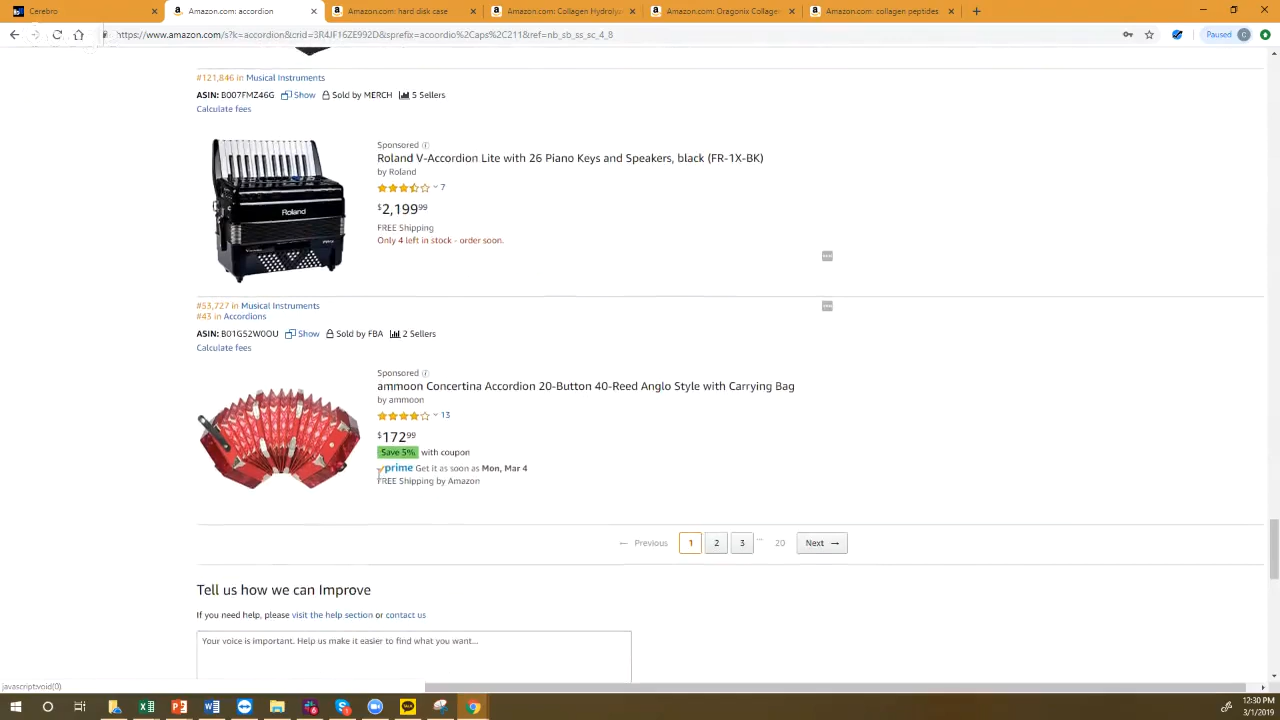 Cerebro
Amazon.com: accordion
Amazon.com: hard disk case
Amazon.com: Collagen Hydrolyz
Amazon.com: Oragonix Collagen
Amazon.com: collagen peptides
https://www.amazon.com/s?k=accordion&crid=3R4JF16ZE992D&sprefix=accordio%2Caps%2C211&ref=nb_sb_ss_sc_4_8
Paused
C
#121,846 in Musical Instruments
ASIN: B007FMZ46G Show Sold by MERCH 5 Sellers
Calculate fees
Sponsored
Roland V-Accordion Lite with 26 Piano Keys and Speakers, black (FR-1X-BK)
by Roland
7
$2,199⁹⁹
FREE Shipping
Only 4 left in stock - order soon.
Roland
#53,727 in Musical Instruments
#43 in Accordions
ASIN: B01G52W0OU Show Sold by FBA 2 Sellers
Calculate fees
Sponsored
ammoon Concertina Accordion 20-Button 40-Reed Anglo Style with Carrying Bag
by ammoon
13
$172⁹⁹
Save 5% with coupon
prime Get it as soon as Mon, Mar 4
FREE Shipping by Amazon
← Previous 1 2 3 ... 20 Next →
Tell us how we can Improve
If you need help, please visit the help section or contact us
Your voice is important. Help us make it easier to find what you want...
javascript:void(0)
12:30 PM
3/1/2019